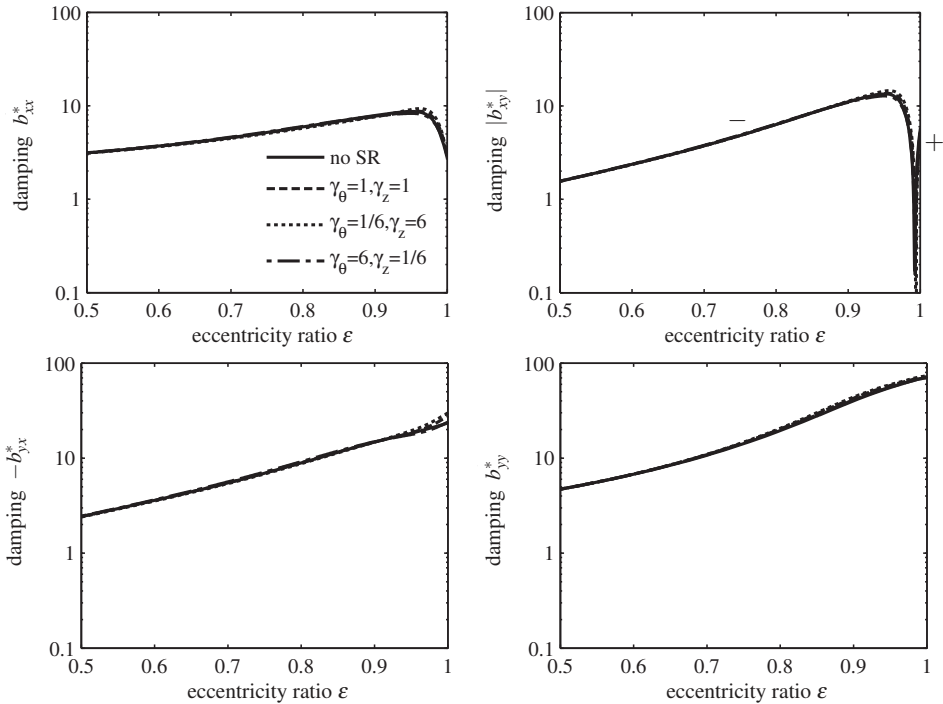 100
10
1
0.1
damping b*xx
no SR
γθ=1,γz=1
γθ=1/6,γz=6
γθ=6,γz=1/6
0.5 0.6 0.7 0.8 0.9 1
eccentricity ratio ε
100
10
1
0.1
damping |b*xy|
−
+
0.5 0.6 0.7 0.8 0.9 1
eccentricity ratio ε
100
10
1
0.1
damping −b*yx
0.5 0.6 0.7 0.8 0.9 1
eccentricity ratio ε
100
10
1
0.1
damping b*yy
0.5 0.6 0.7 0.8 0.9 1
eccentricity ratio ε